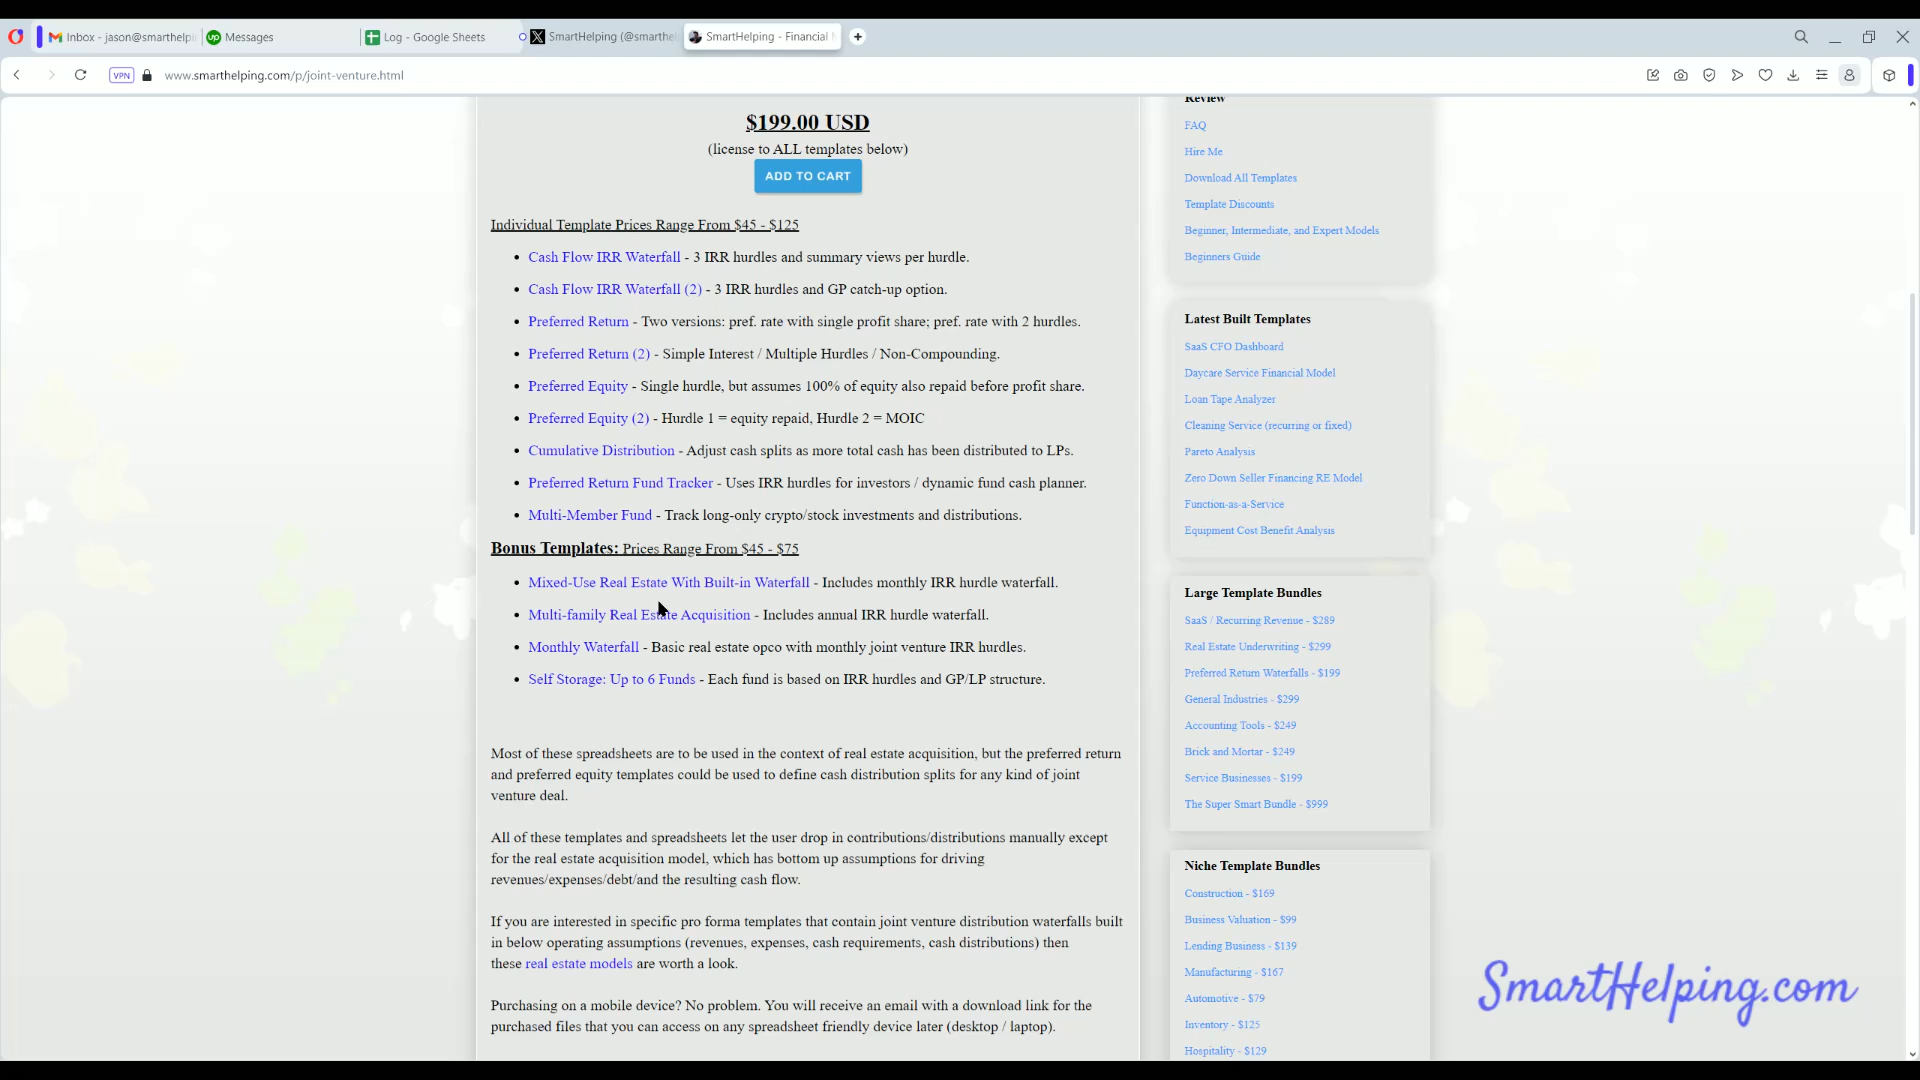 Inbox - jason@smarthelpi
Messages
Log - Google Sheets
SmartHelping (@smarthe
SmartHelping - Financial M
VPN
www.smarthelping.com/p/joint-venture.html
$199.00 USD
(license to ALL templates below)
ADD TO CART
Individual Template Prices Range From $45 - $125
Cash Flow IRR Waterfall - 3 IRR hurdles and summary views per hurdle.
Cash Flow IRR Waterfall (2) - 3 IRR hurdles and GP catch-up option.
Preferred Return - Two versions: pref. rate with single profit share; pref. rate with 2 hurdles.
Preferred Return (2) - Simple Interest / Multiple Hurdles / Non-Compounding.
Preferred Equity - Single hurdle, but assumes 100% of equity also repaid before profit share.
Preferred Equity (2) - Hurdle 1 = equity repaid, Hurdle 2 = MOIC
Cumulative Distribution - Adjust cash splits as more total cash has been distributed to LPs.
Preferred Return Fund Tracker - Uses IRR hurdles for investors / dynamic fund cash planner.
Multi-Member Fund - Track long-only crypto/stock investments and distributions.
Bonus Templates: Prices Range From $45 - $75
Mixed-Use Real Estate With Built-in Waterfall - Includes monthly IRR hurdle waterfall.
Multi-family Real Estate Acquisition - Includes annual IRR hurdle waterfall.
Monthly Waterfall - Basic real estate opco with monthly joint venture IRR hurdles.
Self Storage: Up to 6 Funds - Each fund is based on IRR hurdles and GP/LP structure.
Most of these spreadsheets are to be used in the context of real estate acquisition, but the preferred return
and preferred equity templates could be used to define cash distribution splits for any kind of joint
venture deal.
All of these templates and spreadsheets let the user drop in contributions/distributions manually except
for the real estate acquisition model, which has bottom up assumptions for driving
revenues/expenses/debt/and the resulting cash flow.
If you are interested in specific pro forma templates that contain joint venture distribution waterfalls built
in below operating assumptions (revenues, expenses, cash requirements, cash distributions) then
these real estate models are worth a look.
Purchasing on a mobile device? No problem. You will receive an email with a download link for the
purchased files that you can access on any spreadsheet friendly device later (desktop / laptop).
Review
FAQ
Hire Me
Download All Templates
Template Discounts
Beginner, Intermediate, and Expert Models
Beginners Guide
Latest Built Templates
SaaS CFO Dashboard
Daycare Service Financial Model
Loan Tape Analyzer
Cleaning Service (recurring or fixed)
Pareto Analysis
Zero Down Seller Financing RE Model
Function-as-a-Service
Equipment Cost Benefit Analysis
Large Template Bundles
SaaS / Recurring Revenue - $289
Real Estate Underwriting - $299
Preferred Return Waterfalls - $199
General Industries - $299
Accounting Tools - $249
Brick and Mortar - $249
Service Businesses - $199
The Super Smart Bundle - $999
Niche Template Bundles
Construction - $169
Business Valuation - $99
Lending Business - $139
Manufacturing - $167
Automotive - $79
Inventory - $125
Hospitality - $129
SmartHelping.com